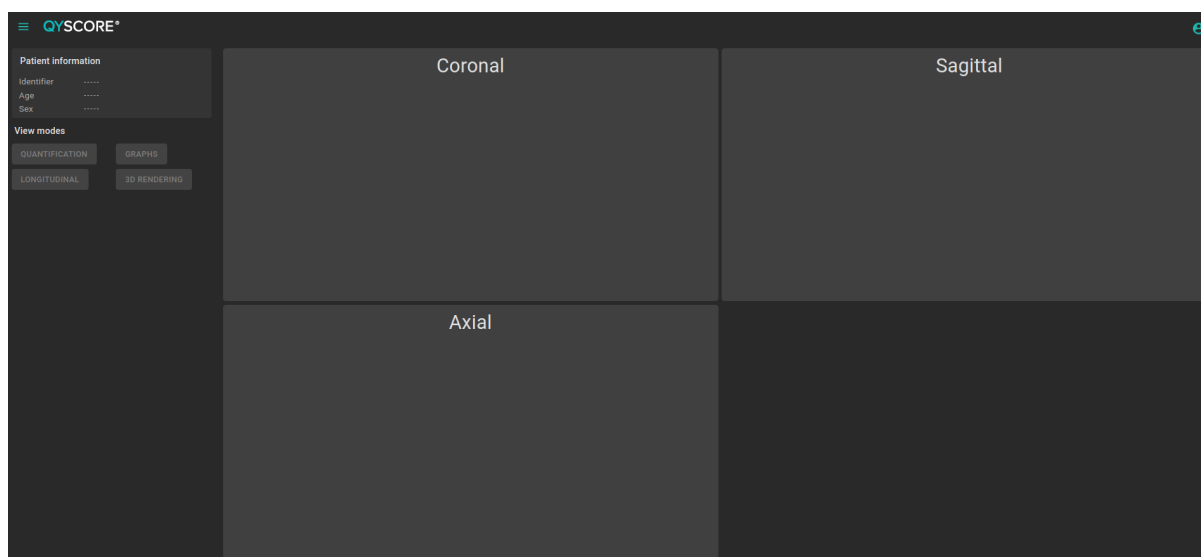 QYSCORE®
Patient information
Identifier -----
Age -----
Sex -----
View modes
QUANTIFICATION GRAPHS
LONGITUDINAL 3D RENDERING
Coronal
Sagittal
Axial